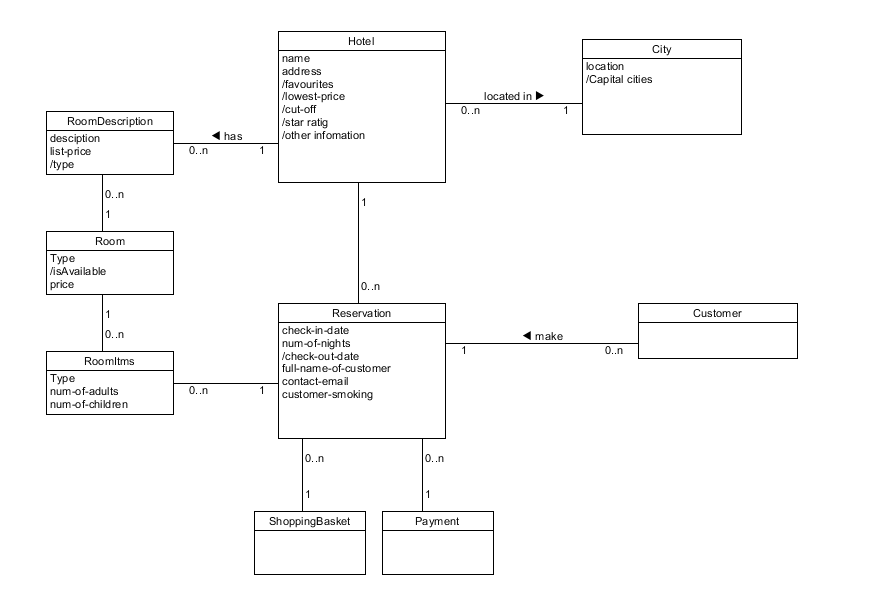 Hotel
name
address
/favourites
/lowest-price
/cut-off
/star ratig
/other infomation
City
location
/Capital cities
located in ▶
0..n
1
RoomDescription
desciption
list-price
/type
◀ has
0..n
1
0..n
1
1
0..n
Room
Type
/isAvailable
price
1
0..n
RoomItms
Type
num-of-adults
num-of-children
0..n
1
Reservation
check-in-date
num-of-nights
/check-out-date
full-name-of-customer
contact-email
customer-smoking
◀ make
1
0..n
Customer
0..n
1
0..n
1
ShoppingBasket
Payment